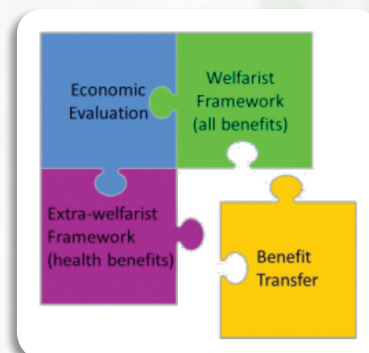 Economic
Evaluation
Welfarist
Framework
(all benefits)
Extra-welfarist
Framework
(health benefits)
Benefit
Transfer